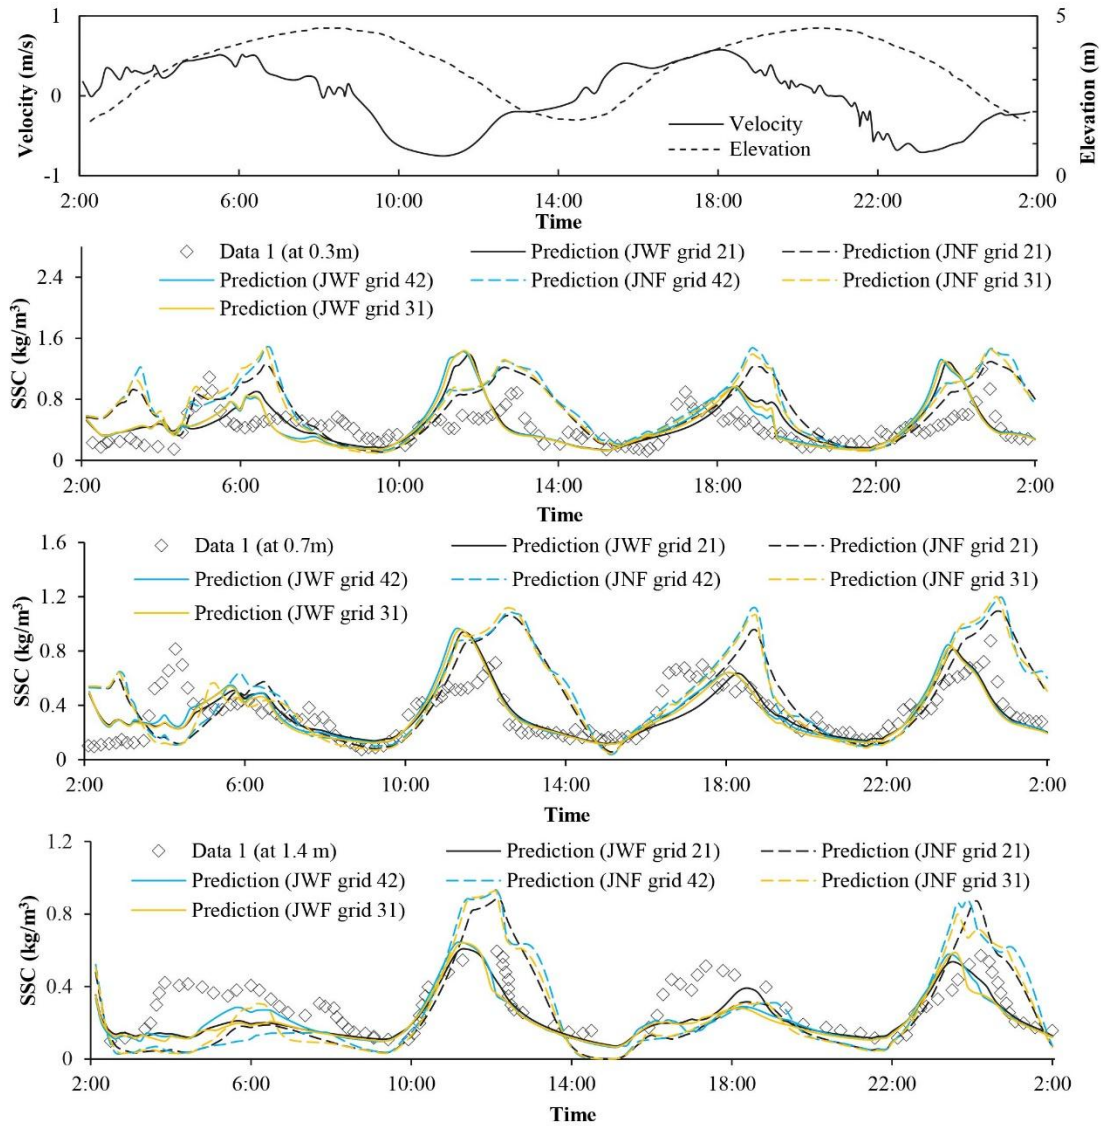 1
5
Velocity (m/s)
0
Velocity
Elevation
Elevation (m)
-1
0
2:00 6:00 10:00 14:00 18:00 22:00 2:00
Time
Data 1 (at 0.3m) Prediction (JWF grid 21) Prediction (JNF grid 21)
Prediction (JWF grid 42) Prediction (JNF grid 42) Prediction (JNF grid 31)
Prediction (JWF grid 31)
SSC (kg/m³)
2.4
1.6
0.8
0
2:00 6:00 10:00 14:00 18:00 22:00 2:00
Time
Data 1 (at 0.7m) Prediction (JWF grid 21) Prediction (JNF grid 21)
Prediction (JWF grid 42) Prediction (JNF grid 42) Prediction (JNF grid 31)
Prediction (JWF grid 31)
SSC (kg/m³)
1.6
1.2
0.8
0.4
0
2:00 6:00 10:00 14:00 18:00 22:00 2:00
Time
Data 1 (at 1.4 m) Prediction (JWF grid 21) Prediction (JNF grid 21)
Prediction (JWF grid 42) Prediction (JNF grid 42) Prediction (JNF grid 31)
Prediction (JWF grid 31)
SSC (kg/m³)
1.2
0.8
0.4
0
2:00 6:00 10:00 14:00 18:00 22:00 2:00
Time